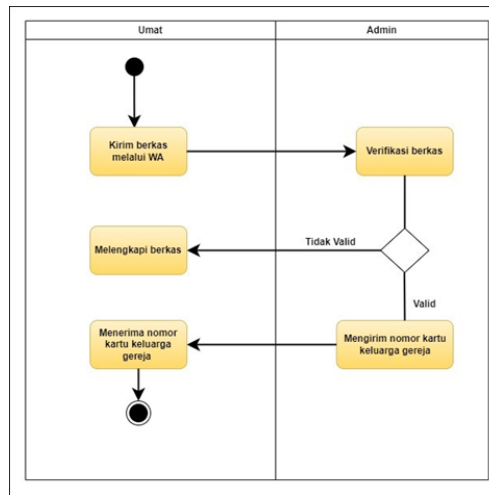 Umat
Admin
Kirim berkas
melalui WA
Verifikasi berkas
Melengkapi berkas
Tidak Valid
Valid
Menerima nomor
kartu keluarga
gereja
Mengirim nomor kartu
keluarga gereja